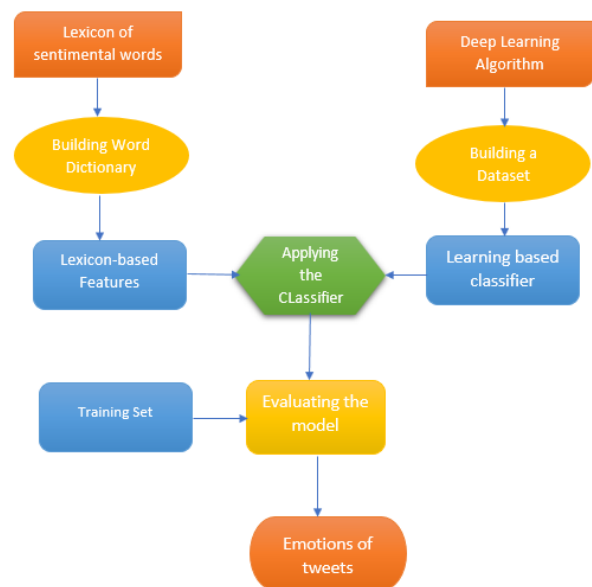 Lexicon of
sentimental words
Deep Learning
Algorithm
Building Word
Dictionary
Building a
Dataset
Lexicon-based
Features
Applying
the
CLassifier
Learning based
classifier
Training Set
Evaluating the
model
Emotions of
tweets